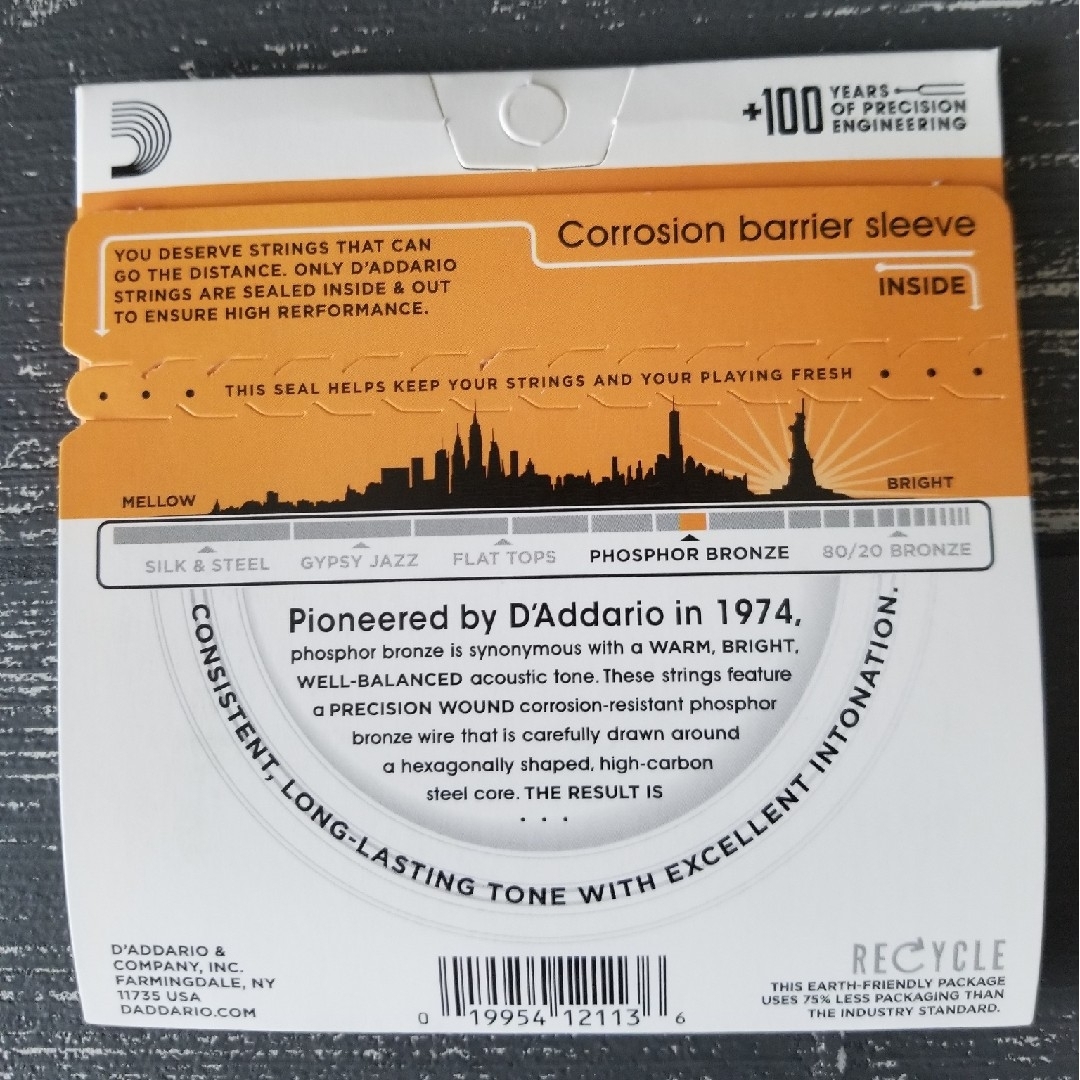 +100 YEARS
OF PRECISION
ENGINEERING
YOU DESERVE STRINGS THAT CAN
GO THE DISTANCE. ONLY D'ADDARIO
STRINGS ARE SEALED INSIDE & OUT
TO ENSURE HIGH RERFORMANCE.
Corrosion barrier sleeve
INSIDE
• • • THIS SEAL HELPS KEEP YOUR STRINGS AND YOUR PLAYING FRESH • • •
MELLOW
BRIGHT
SILK & STEEL
GYPSY JAZZ
FLAT TOPS
PHOSPHOR BRONZE
80/20 BRONZE
Pioneered by D'Addario in 1974,
phosphor bronze is synonymous with a WARM, BRIGHT,
WELL-BALANCED acoustic tone. These strings feature
a PRECISION WOUND corrosion-resistant phosphor
bronze wire that is carefully drawn around
a hexagonally shaped, high-carbon
steel core. THE RESULT IS
. . .
CONSISTENT, LONG-LASTING TONE WITH EXCELLENT INTONATION.
D'ADDARIO &
COMPANY, INC.
FARMINGDALE, NY
11735 USA
DADDARIO.COM
0 19954 12113 6
RECYCLE
THIS EARTH-FRIENDLY PACKAGE
USES 75% LESS PACKAGING THAN
THE INDUSTRY STANDARD.